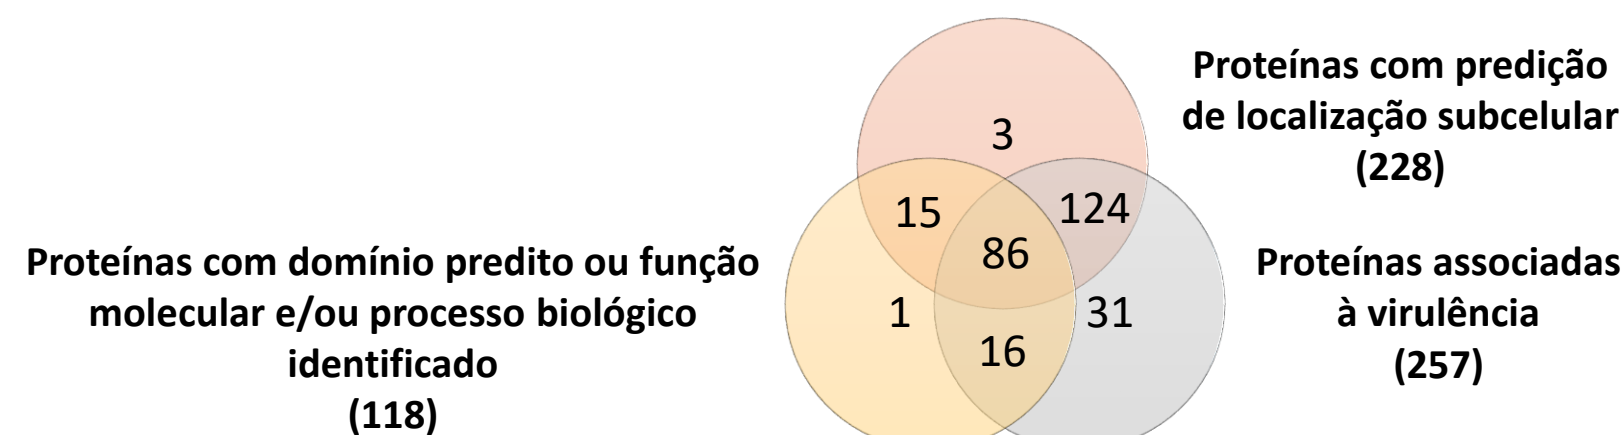 Proteínas com predição
de localização subcelular
(228)
3
15
124
86
Proteínas com domínio predito ou função
molecular e/ou processo biológico
identificado
(118)
1
31
16
Proteínas associadas
à virulência
(257)